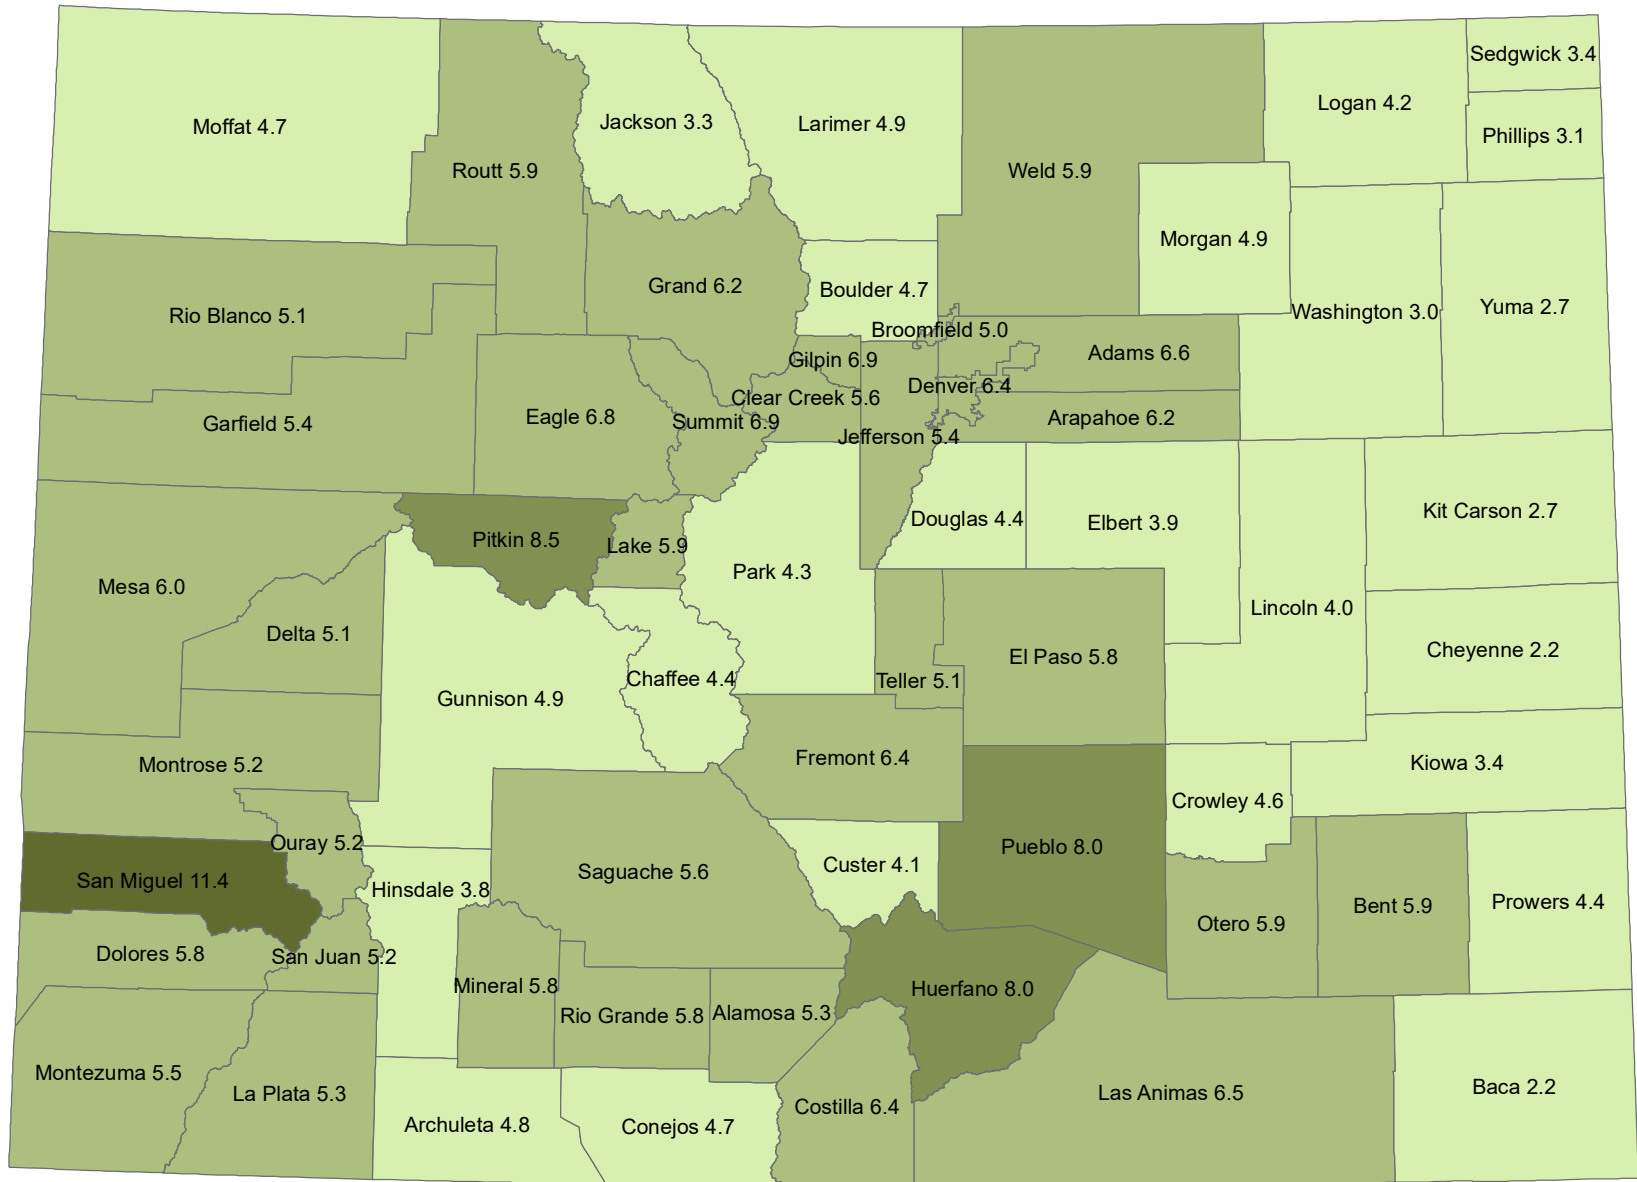 Sedgwick 3.4
Logan 4.2
Moffat 4.7
Jackson 3.3
Larimer 4.9
Phillips 3.1
Routt 5.9
Weld 5.9
Morgan 4.9
Grand 6.2
Boulder 4.7
Rio Blanco 5.1
Washington 3.0
Yuma 2.7
Broomfield 5.0
Gilpin 6.9
Adams 6.6
Denver 6.4
Clear Creek 5.6
Garfield 5.4
Eagle 6.8
Summit 6.9
Arapahoe 6.2
Jefferson 5.4
Kit Carson 2.7
Douglas 4.4
Elbert 3.9
Pitkin 8.5
Lake 5.9
Park 4.3
Mesa 6.0
Lincoln 4.0
Delta 5.1
Cheyenne 2.2
El Paso 5.8
Chaffee 4.4
Teller 5.1
Gunnison 4.9
Montrose 5.2
Fremont 6.4
Kiowa 3.4
Crowley 4.6
Ouray 5.2
Pueblo 8.0
Custer 4.1
Saguache 5.6
San Miguel 11.4
Hinsdale 3.8
Prowers 4.4
Bent 5.9
Otero 5.9
Dolores 5.8
San Juan 5.2
Mineral 5.8
Huerfano 8.0
Rio Grande 5.8
Alamosa 5.3
Montezuma 5.5
La Plata 5.3
Las Animas 6.5
Baca 2.2
Costilla 6.4
Archuleta 4.8
Conejos 4.7